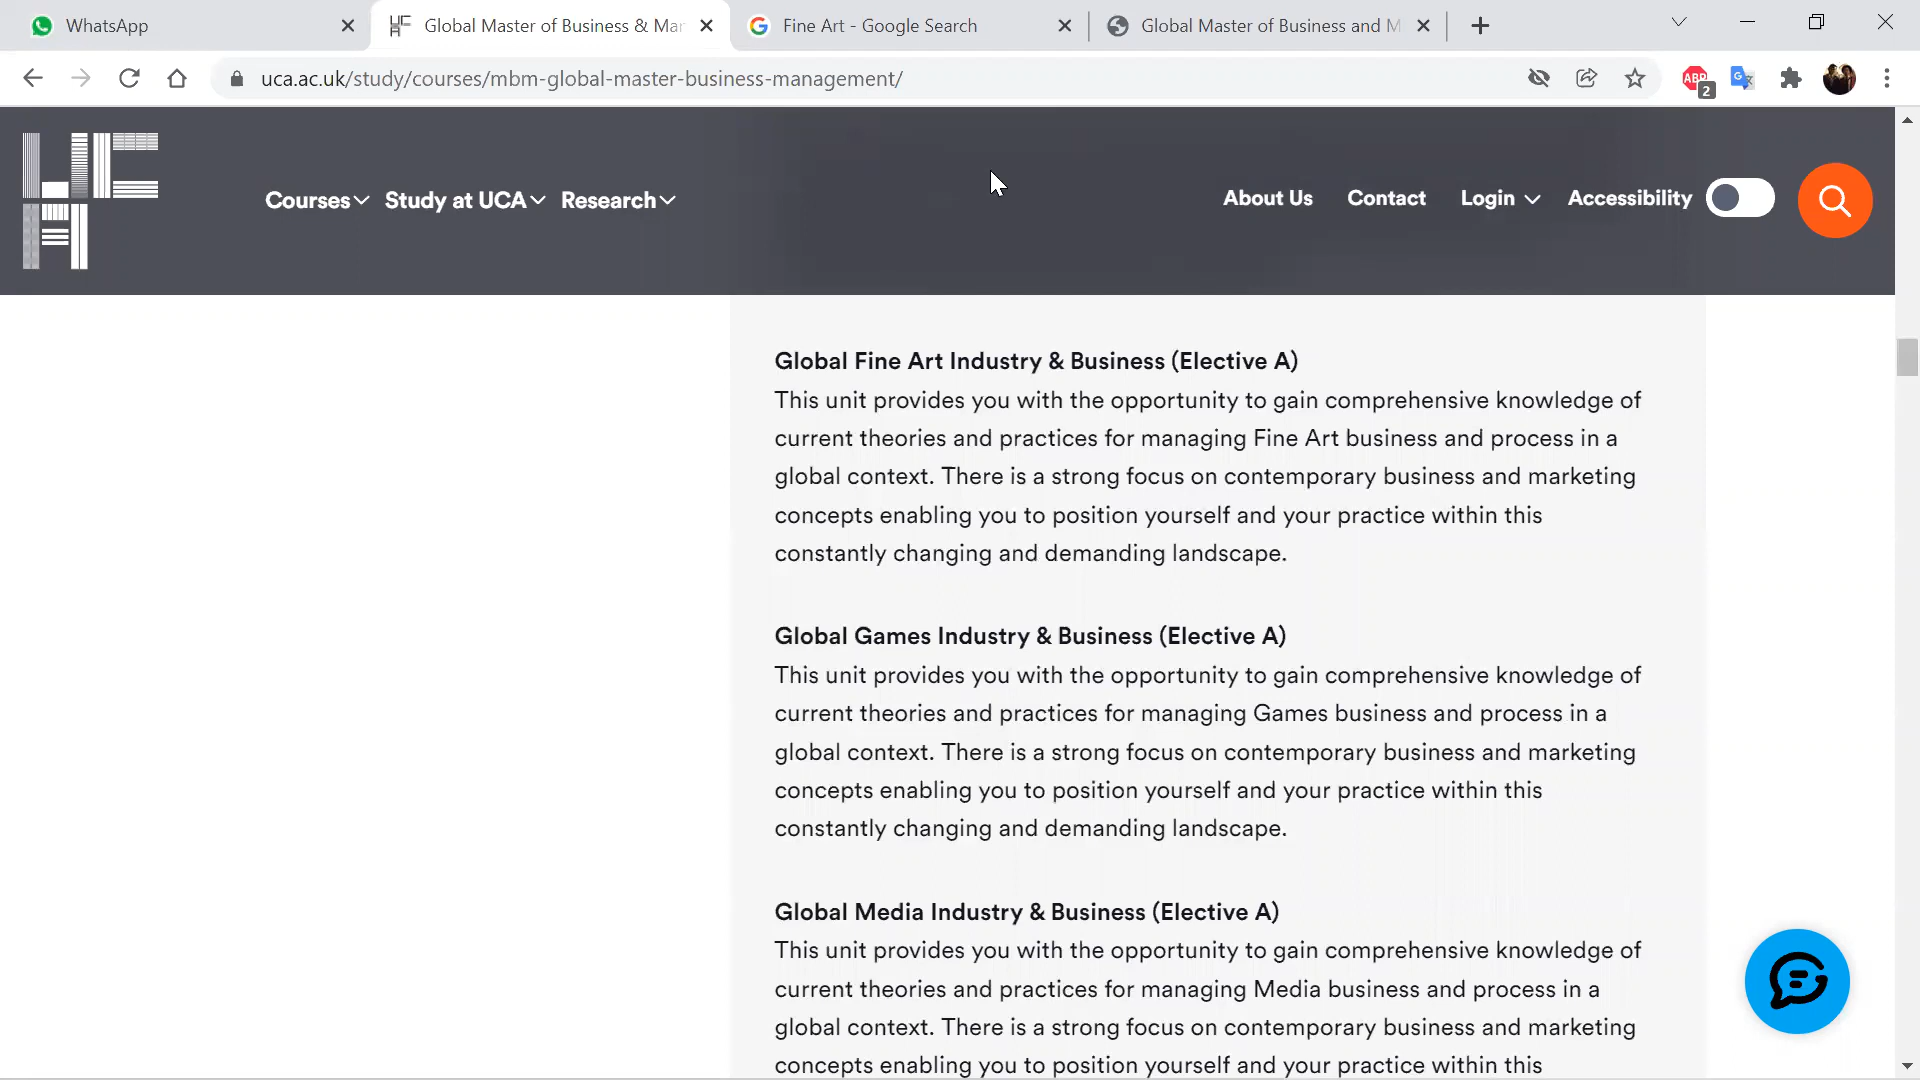 WhatsApp
Global Master of Business & Mar
Fine Art - Google Search
Global Master of Business and M
uca.ac.uk/study/courses/mbm-global-master-business-management/
ABP
2
UCA
Courses
Study at UCA
Research
About Us
Contact
Login
Accessibility
Global Fine Art Industry & Business (Elective A)
This unit provides you with the opportunity to gain comprehensive knowledge of
current theories and practices for managing Fine Art business and process in a
global context. There is a strong focus on contemporary business and marketing
concepts enabling you to position yourself and your practice within this
constantly changing and demanding landscape.
Global Games Industry & Business (Elective A)
This unit provides you with the opportunity to gain comprehensive knowledge of
current theories and practices for managing Games business and process in a
global context. There is a strong focus on contemporary business and marketing
concepts enabling you to position yourself and your practice within this
constantly changing and demanding landscape.
Global Media Industry & Business (Elective A)
This unit provides you with the opportunity to gain comprehensive knowledge of
current theories and practices for managing Media business and process in a
global context. There is a strong focus on contemporary business and marketing
concepts enabling you to position yourself and your practice within this